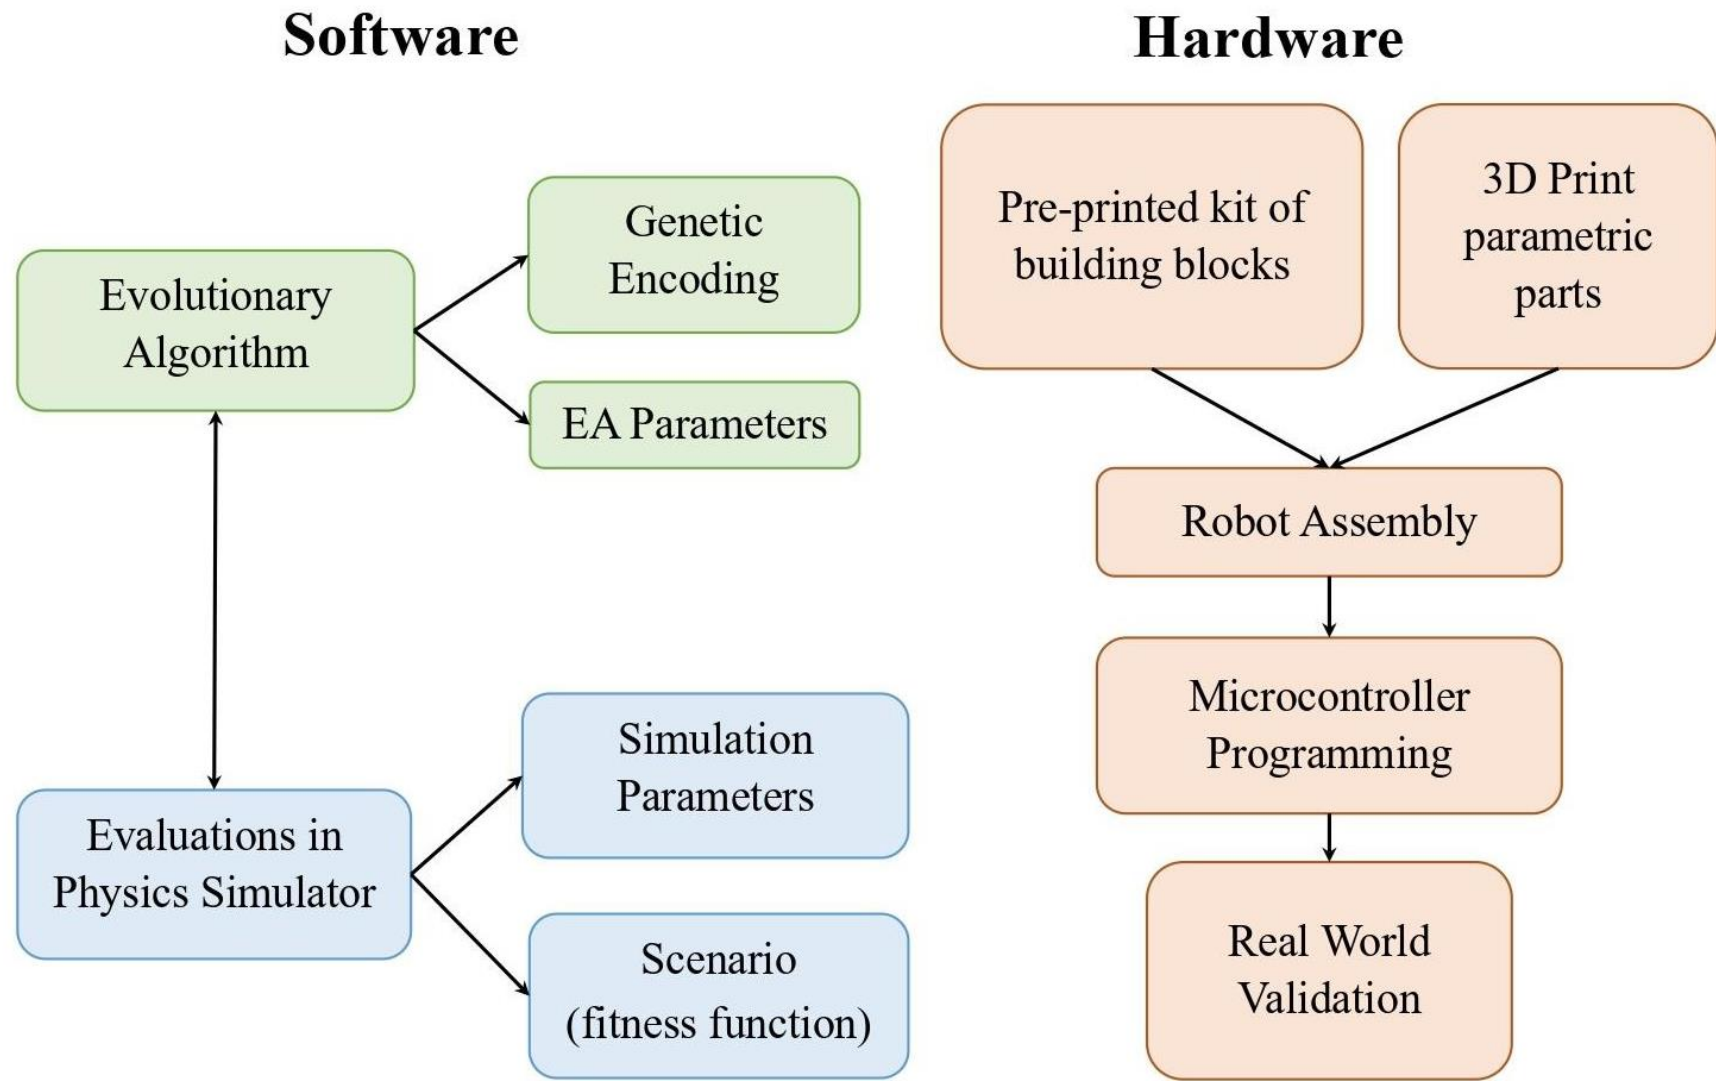 Software
Evolutionary
Algorithm
Genetic
Encoding
EA Parameters
Evaluations in
Physics Simulator
Simulation
Parameters
Scenario
(fitness function)
Hardware
Pre-printed kit of
building blocks
3D Print
parametric
parts
Robot Assembly
Microcontroller
Programming
Real World
Validation